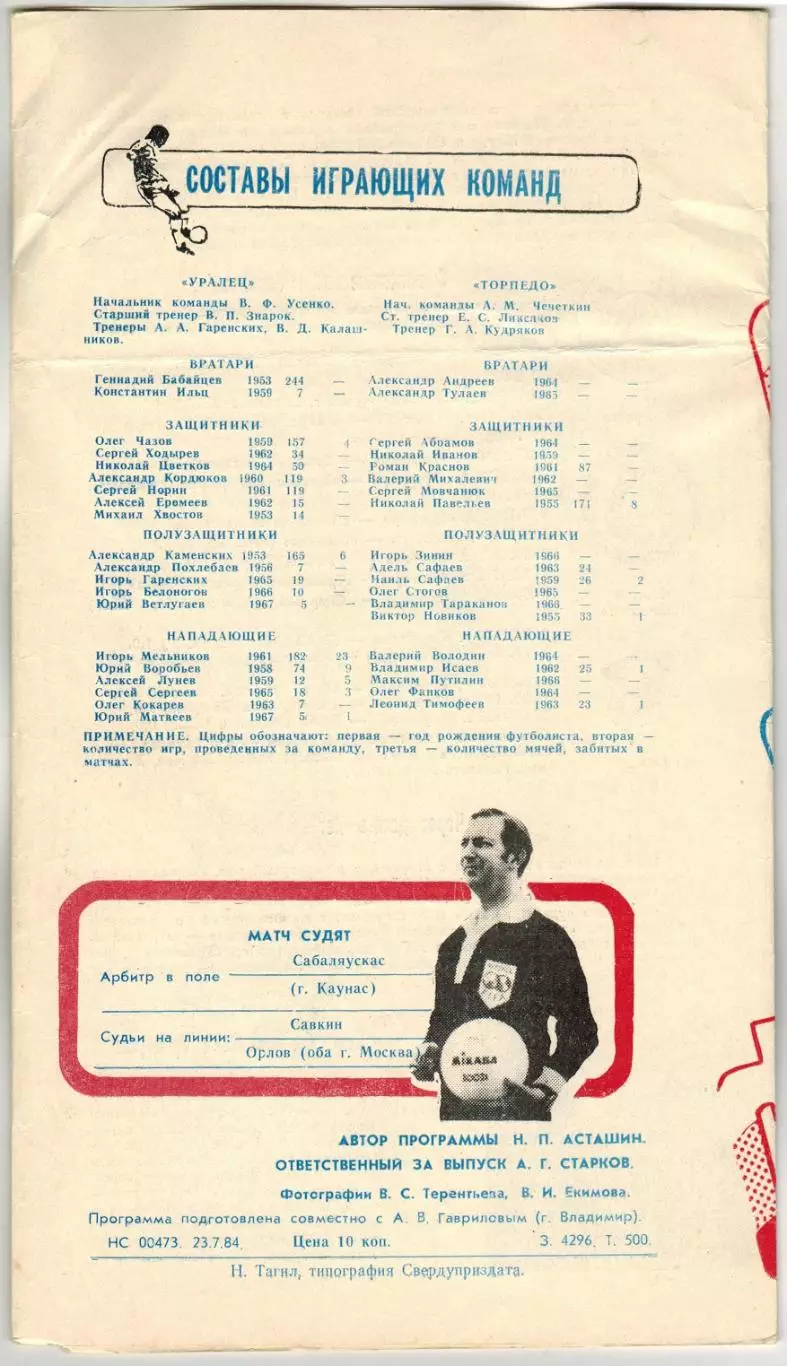 СОСТАВЫ ИГРАЮЩИХ КОМАНД
«УРАЛЕЦ»
Начальник команды В. Ф. Усенко.
Старший тренер В. П. Знарок.
Тренеры А. А. Гаренских, В. Д. Калаш-
ников.
ВРАТАРИ
Геннадий Бабайцев 1953 244 —
Константин Ильц 1959 7 —
ЗАЩИТНИКИ
Олег Чазов 1959 157 4
Сергей Ходырев 1962 34 —
Николай Цветков 1964 50 —
Александр Кордюков 1960 119 3
Сергей Норин 1961 119 —
Алексей Еромеев 1962 15 —
Михаил Хвостов 1953 14 —
ПОЛУЗАЩИТНИКИ
Александр Каменских 1953 165 6
Александр Похлебаев 1956 7 —
Игорь Гаренских 1965 19 —
Игорь Белоногов 1966 10 —
Юрий Ветлугаев 1967 5 —
НАПАДАЮЩИЕ
Игорь Мельников 1961 182 23
Юрий Воробьев 1958 74 9
Алексей Лунев 1959 12 5
Сергей Сергеев 1965 18 3
Олег Кокарев 1963 7 —
Юрий Матвеев 1967 5 1
«ТОРПЕДО»
Нач. команды А. М. Чечеткин
Ст. тренер Е. С. Ликсаков
Тренер Г. А. Кудряков
ВРАТАРИ
Александр Андреев 1964 — —
Александр Тулаев 1965 — —
ЗАЩИТНИКИ
Сергей Абрамов 1964 — —
Николай Иванов 1959 — —
Роман Краснов 1961 87 —
Валерий Михалевич 1962 — —
Сергей Мовчанюк 1965 — —
Николай Павельев 1955 171 8
ПОЛУЗАЩИТНИКИ
Игорь Зинин 1966 — —
Адель Сафаев 1963 24 —
Наиль Сафаев 1959 26 2
Олег Стогов 1965 — —
Владимир Тараканов 1966 — —
Виктор Новиков 1955 33 1
НАПАДАЮЩИЕ
Валерий Володин 1964 — —
Владимир Исаев 1962 25 1
Максим Путилин 1966 — —
Олег Фанков 1964 — —
Леонид Тимофеев 1963 23 1
ПРИМЕЧАНИЕ. Цифры обозначают: первая — год рождения футболиста, вторая —
количество игр, проведенных за команду, третья — количество мячей, забитых в
матчах.
МАТЧ СУДЯТ
Арбитр в поле Сабаляускас
(г. Каунас)
Судьи на линии: Савкин
Орлов (оба г. Москва)
MIKASA
АВТОР ПРОГРАММЫ Н. П. АСТАШИН.
ОТВЕТСТВЕННЫЙ ЗА ВЫПУСК А. Г. СТАРКОВ.
Фотографии В. С. Терентьева, В. И. Екимова.
Программа подготовлена совместно с А. В. Гавриловым (г. Владимир).
НС 00473. 23.7.84. Цена 10 коп. З. 4296. Т. 500.
Н. Тагил, типография Свердуприздата.